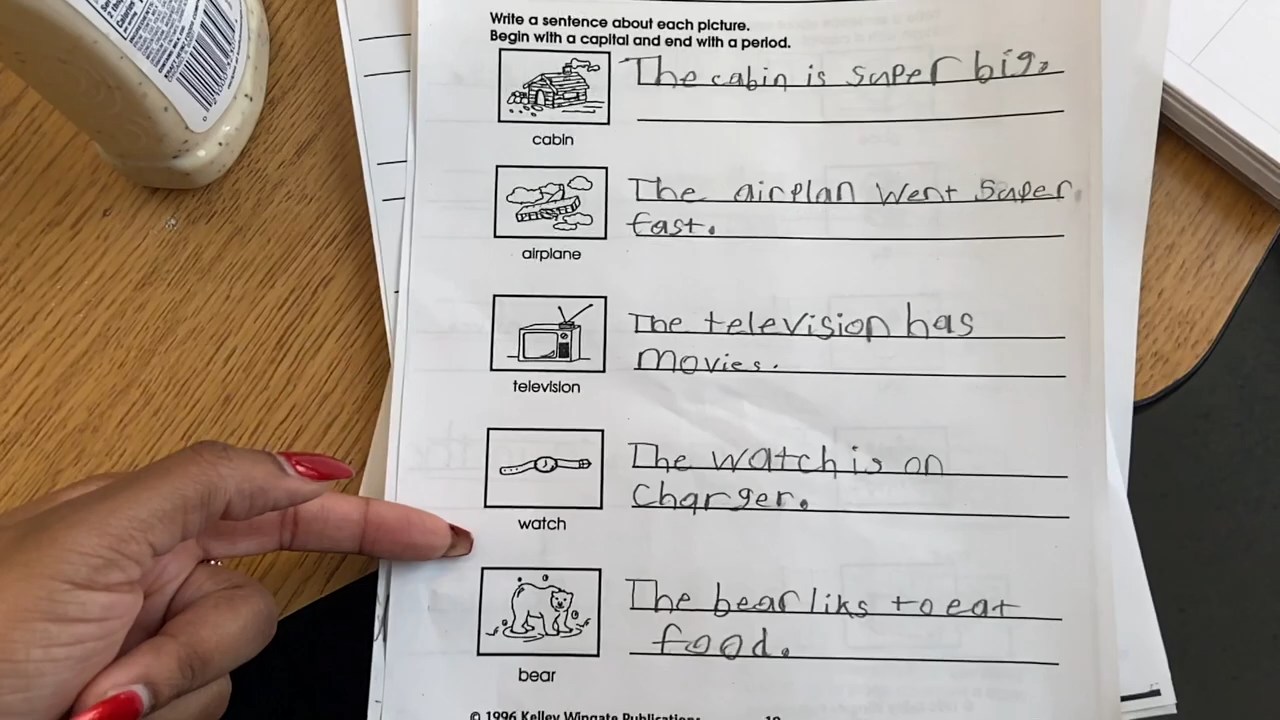 Write a sentence about each picture.
Begin with a capital and end with a period.
The cabin is super big.
cabin
The airplan went super
fast.
airplane
The television has
movies.
television
The watch is on
charger.
watch
The bear liks to eat
food.
bear
© 1996 Kelley Wingate Publications